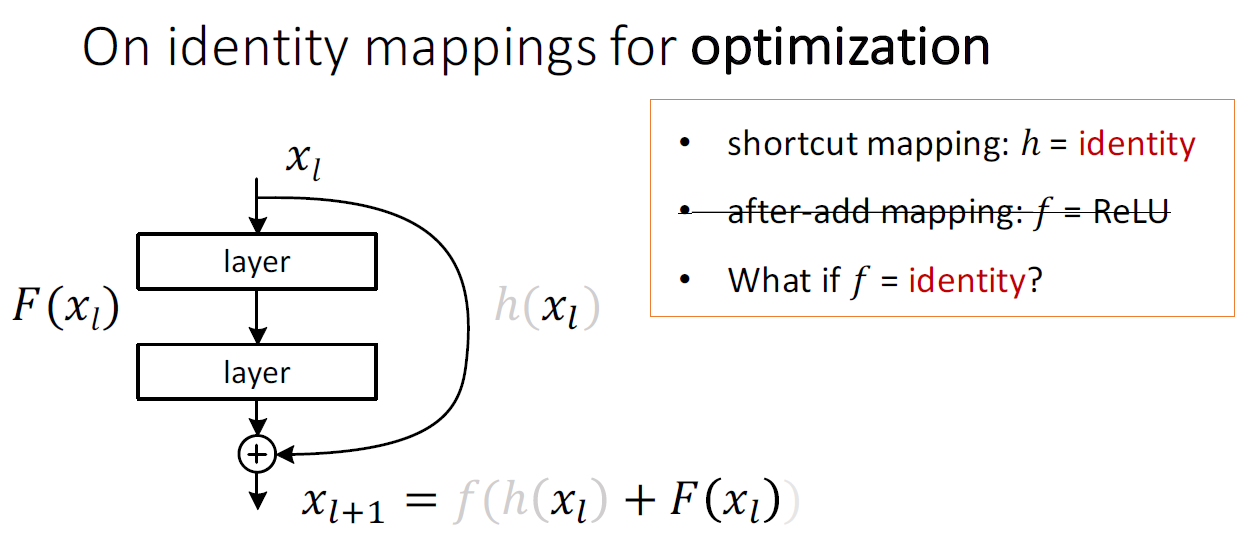 On identity mappings for optimization
x_l
layer
F(x_l)
h(x_l)
layer
+
x_{l+1} = f(h(x_l) + F(x_l))
• shortcut mapping: h = identity
• after-add mapping: f = ReLU
• What if f = identity?